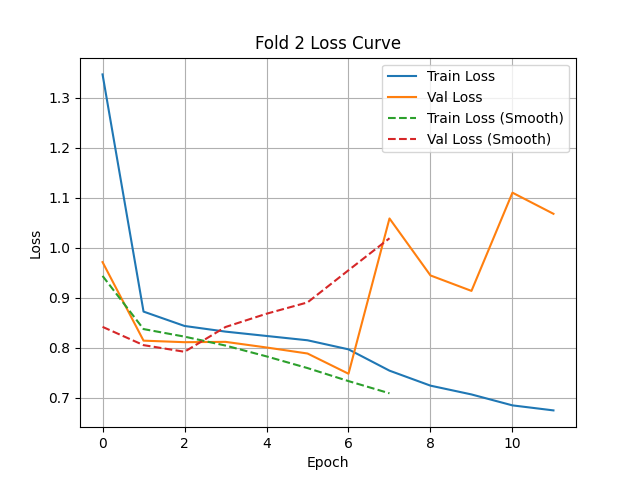 Fold 2 Loss Curve
Train Loss
Val Loss
Train Loss (Smooth)
Val Loss (Smooth)
1.3
1.2
1.1
1.0
0.9
0.8
0.7
Loss
0 2 4 6 8 10
Epoch